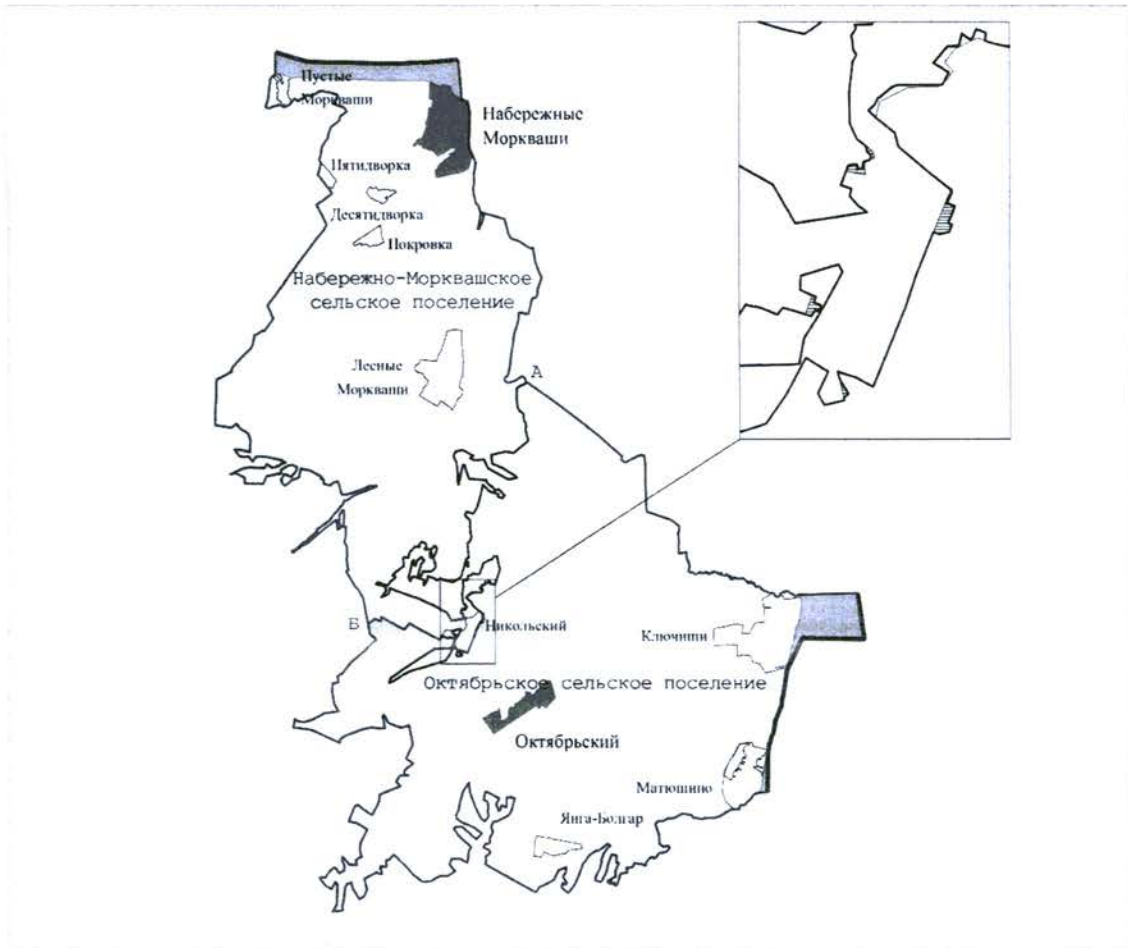 Пустые
Моркваши
Набережные
Моркваши
Пятидворка
Десятидворка
Покровка
Набережно-Моркваашское
сельское поселение
Лесные
Моркваши
А
Б
Никольский
Ключищи
Октябрьское сельское поселение
Октябрьский
Матюшино
Янга-Болгар